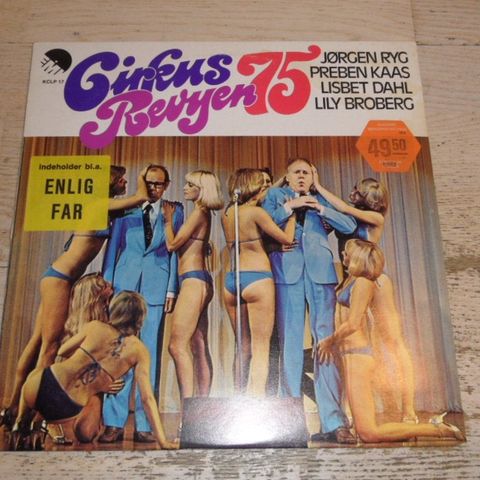 EMI
KCLP 17
Cirkus
Revyen 75
JØRGEN RYG
PREBEN KAAS
LISBET DAHL
LILY BROBERG
49.50
indeholder bl.a.
ENLIG
FAR